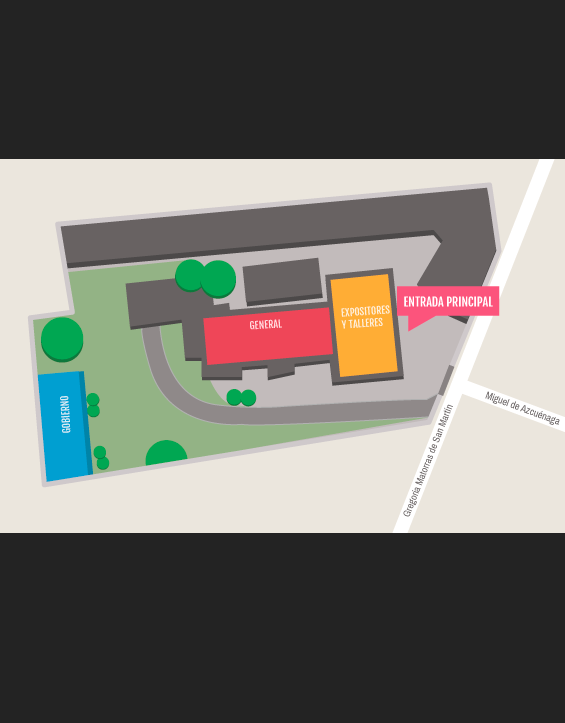 ENTRADA PRINCIPAL
EXPOSITORES
Y TALLERES
GENERAL
GOBIERNO
Miguel de Azcuénaga
Gregoria Matorras de San Martín